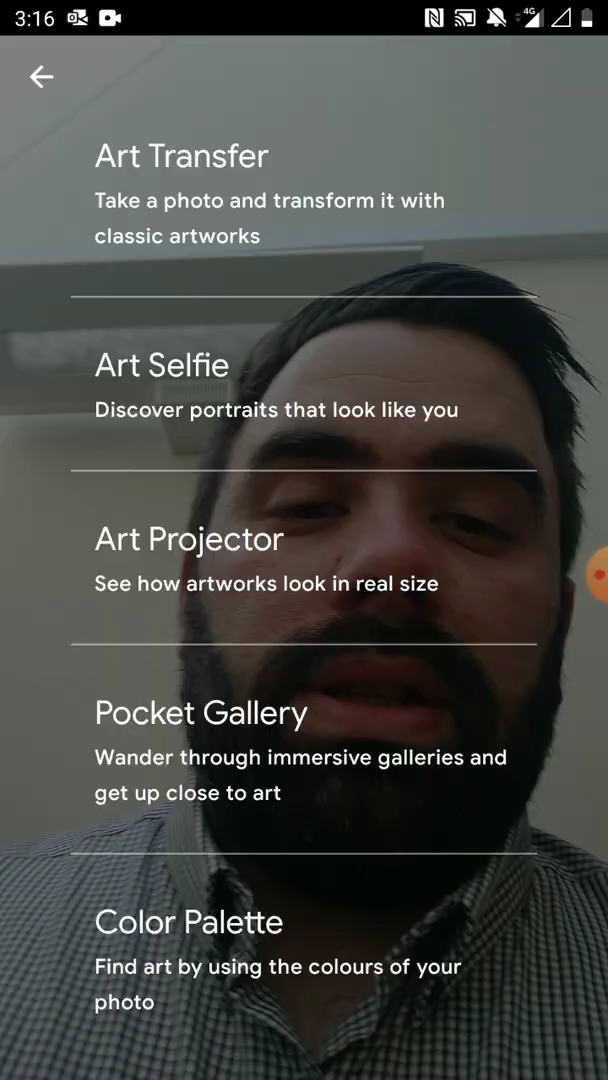 3:16
4G
Art Transfer
Take a photo and transform it with
classic artworks
Art Selfie
Discover portraits that look like you
Art Projector
See how artworks look in real size
Pocket Gallery
Wander through immersive galleries and
get up close to art
Color Palette
Find art by using the colours of your
photo